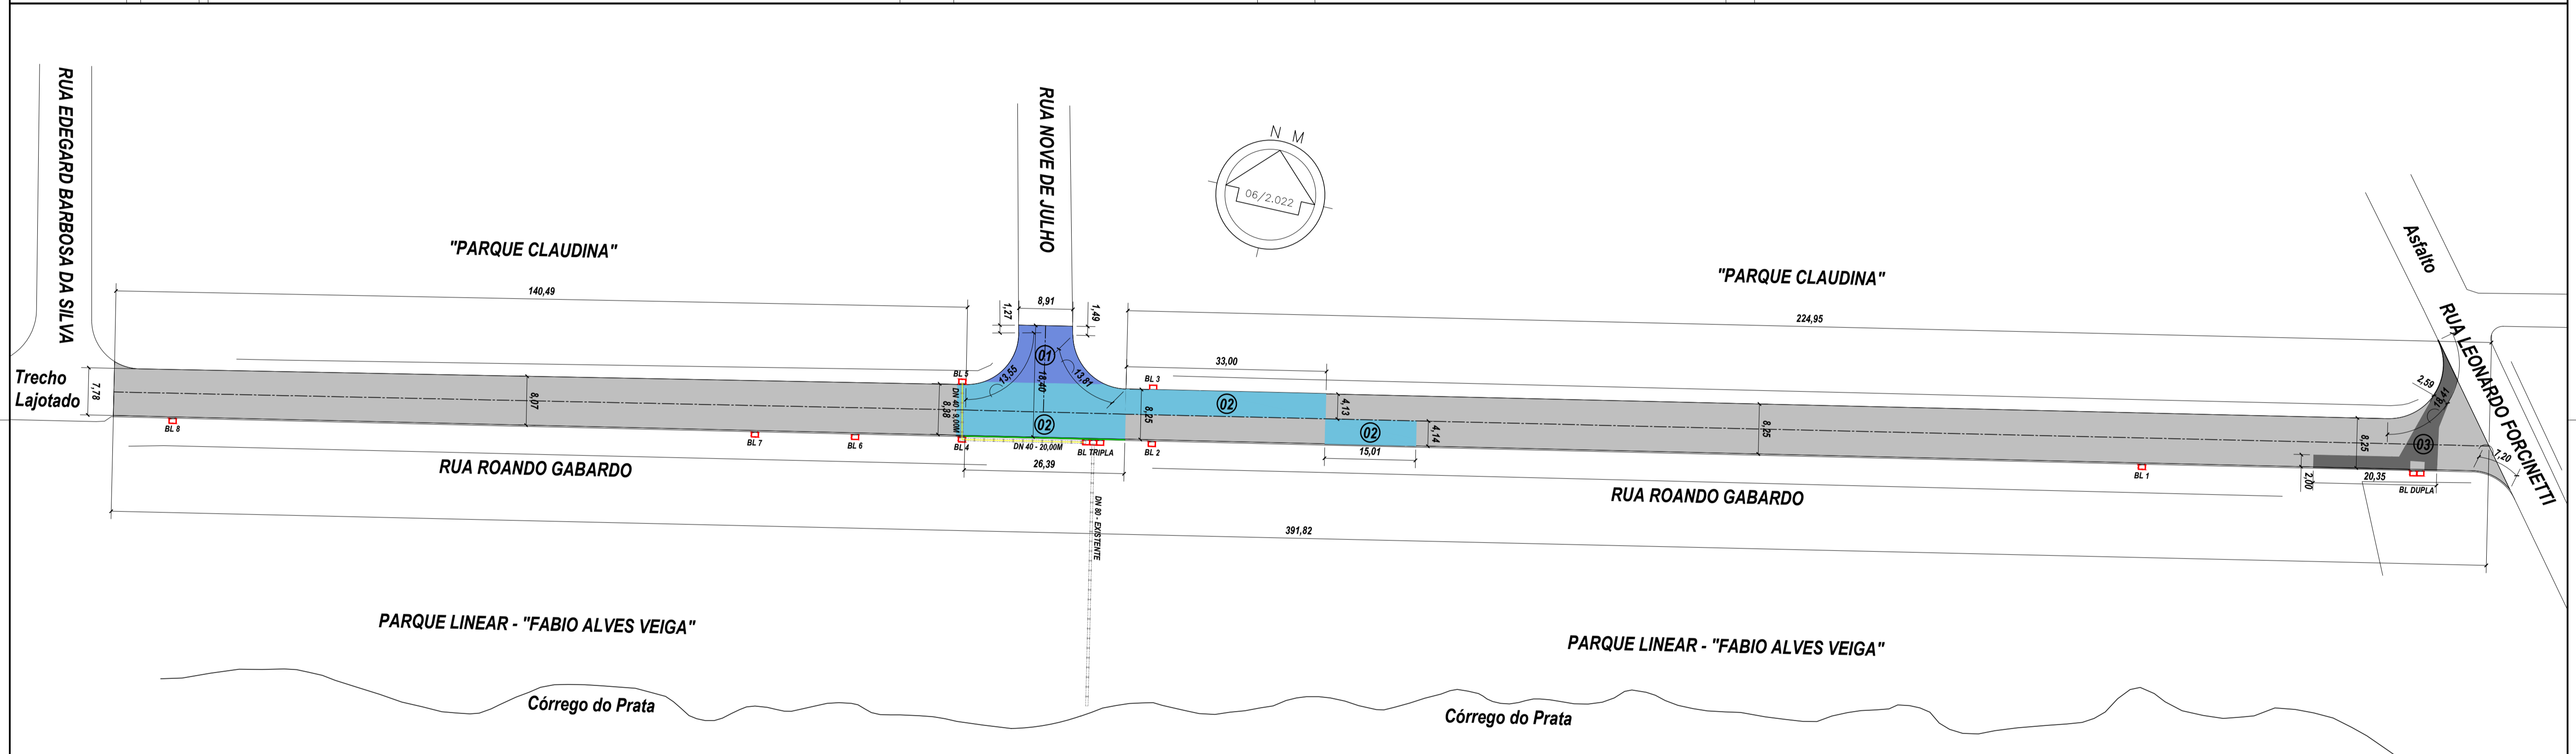 RUA EDEGARD BARBOSA DA SILVA
RUA NOVE DE JULHO
N M
06/2.022
"PARQUE CLAUDINA"
"PARQUE CLAUDINA"
Asfalto
RUA LEONARDO FORCINETTI
140,49
8,91
1,27
1,49
224,95
33,00
Trecho
Lajotado
7,78
8,07
BL 5
DN 40 - 9,00M
8,38
01
13,55
18,40
13,81
02
BL 3
8,25
02
4,13
02
4,14
15,01
8,25
2,59
18,41
8,25
03
7,20
BL 8
BL 7
BL 6
BL 4
DN 40 - 20,00M
BL TRIPLA
BL 2
26,39
BL 1
2,00
20,35
BL DUPLA
RUA ROANDO GABARDO
RUA ROANDO GABARDO
DN 80 - EXISTENTE
391,82
PARQUE LINEAR - "FABIO ALVES VEIGA"
PARQUE LINEAR - "FABIO ALVES VEIGA"
Córrego do Prata
Córrego do Prata